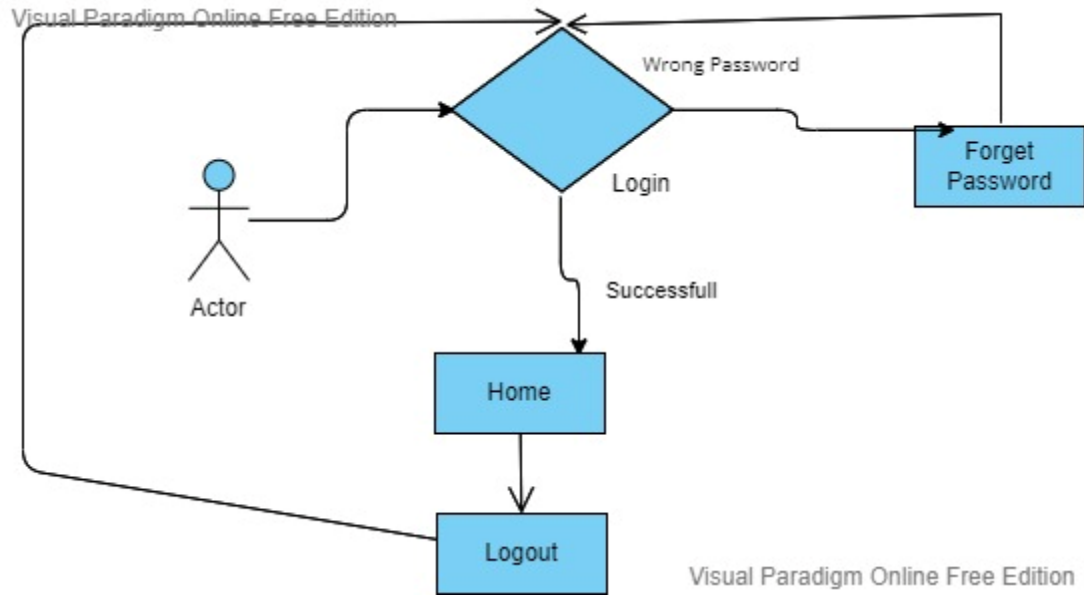 Visual Paradigm Online Free Edition
Wrong Password
Forget
Password
Login
Actor
Successfull
Home
Logout
Visual Paradigm Online Free Edition